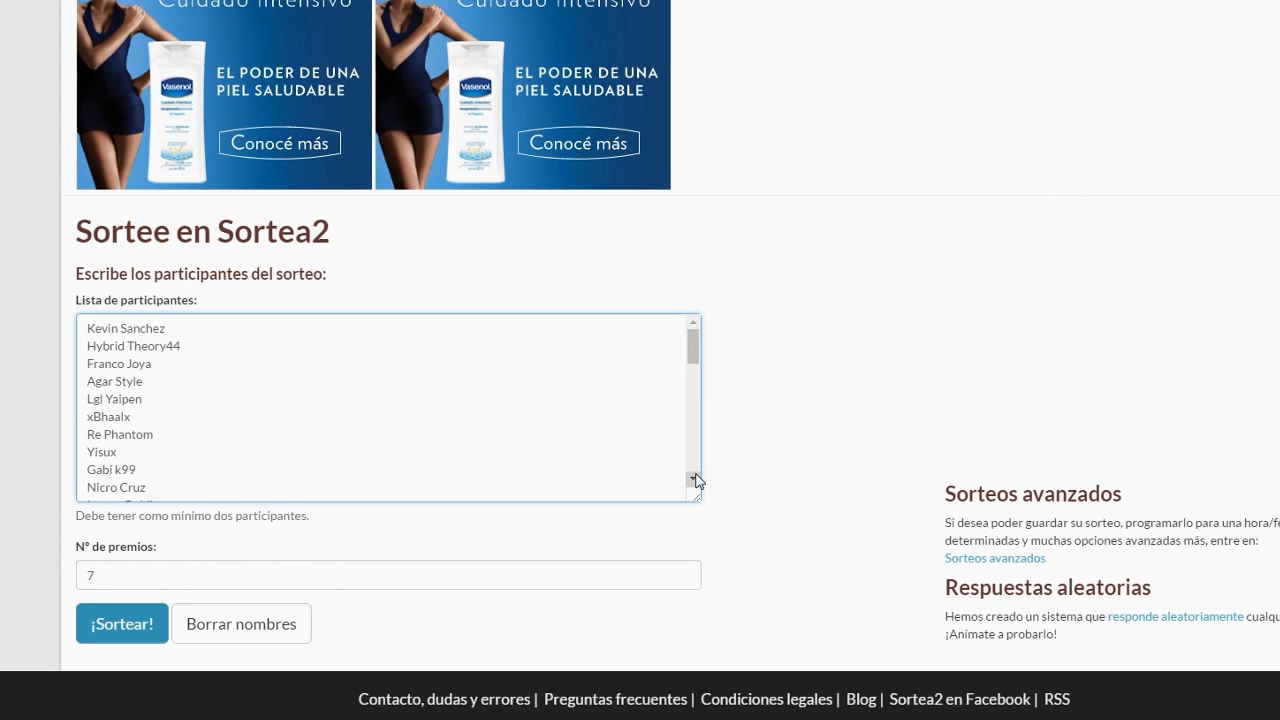 Cuidado Intensivo Cuidado Intensivo
EL PODER DE UNA
PIEL SALUDABLE
Vasenol
Conocé más
EL PODER DE UNA
PIEL SALUDABLE
Vasenol
Conocé más
Sortee en Sortea2
Escribe los participantes del sorteo:
Lista de participantes:
Kevin Sanchez
Hybrid Theory44
Franco Joya
Agar Style
Lgl Yaipen
xBhaalx
Re Phantom
Yisux
Gabi k99
Nicro Cruz
Debe tener como mínimo dos participantes.
Nº de premios:
7
¡Sortear! Borrar nombres
Sorteos avanzados
Si desea poder guardar su sorteo, programarlo para una hora/fe
determinadas y muchas opciones avanzadas más, entre en:
Sorteos avanzados
Respuestas aleatorias
Hemos creado un sistema que responde aleatoriamente cualqu
¡Anímate a probarlo!
Contacto, dudas y errores | Preguntas frecuentes | Condiciones legales | Blog | Sortea2 en Facebook | RSS